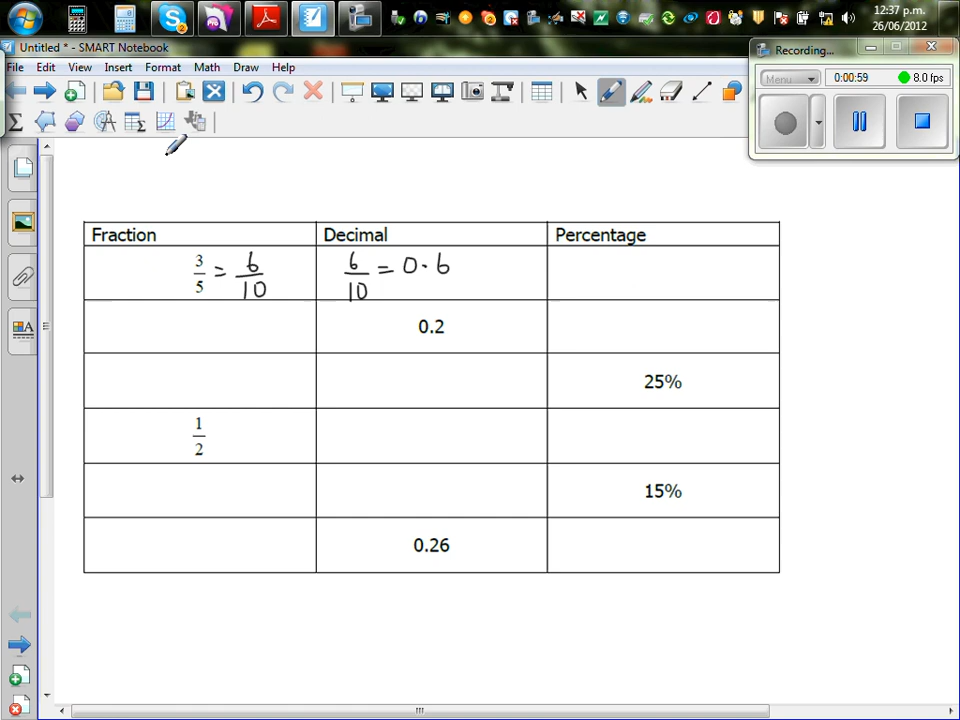 12:37 p.m.
26/06/2012
Untitled * - SMART Notebook
Recording...
File Edit View Insert Format Math Draw Help
Menu
0:00:59
8.0 fps
Fraction Decimal Percentage
3/5 = 6/10 6/10 = 0.6
0.2
25%
1/2
15%
0.26